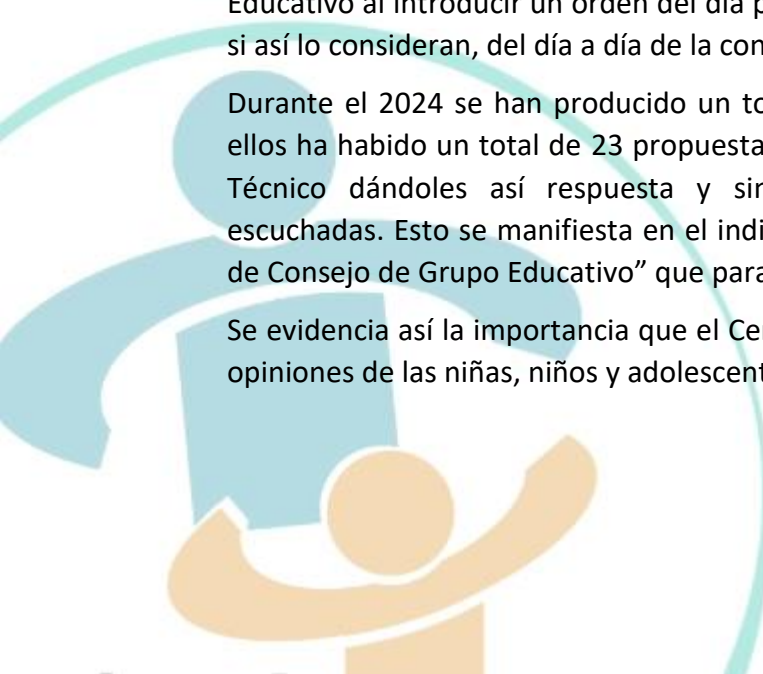 Educativo al introducir un orden del día p
si así lo consideran, del día a día de la con
Durante el 2024 se han producido un to
ellos ha habido un total de 23 propuesta
Técnico dándoles así respuesta y sin
escuchadas. Esto se manifiesta en el indi
de Consejo de Grupo Educativo” que para
Se evidencia así la importancia que el Cen
opiniones de las niñas, niños y adolescent